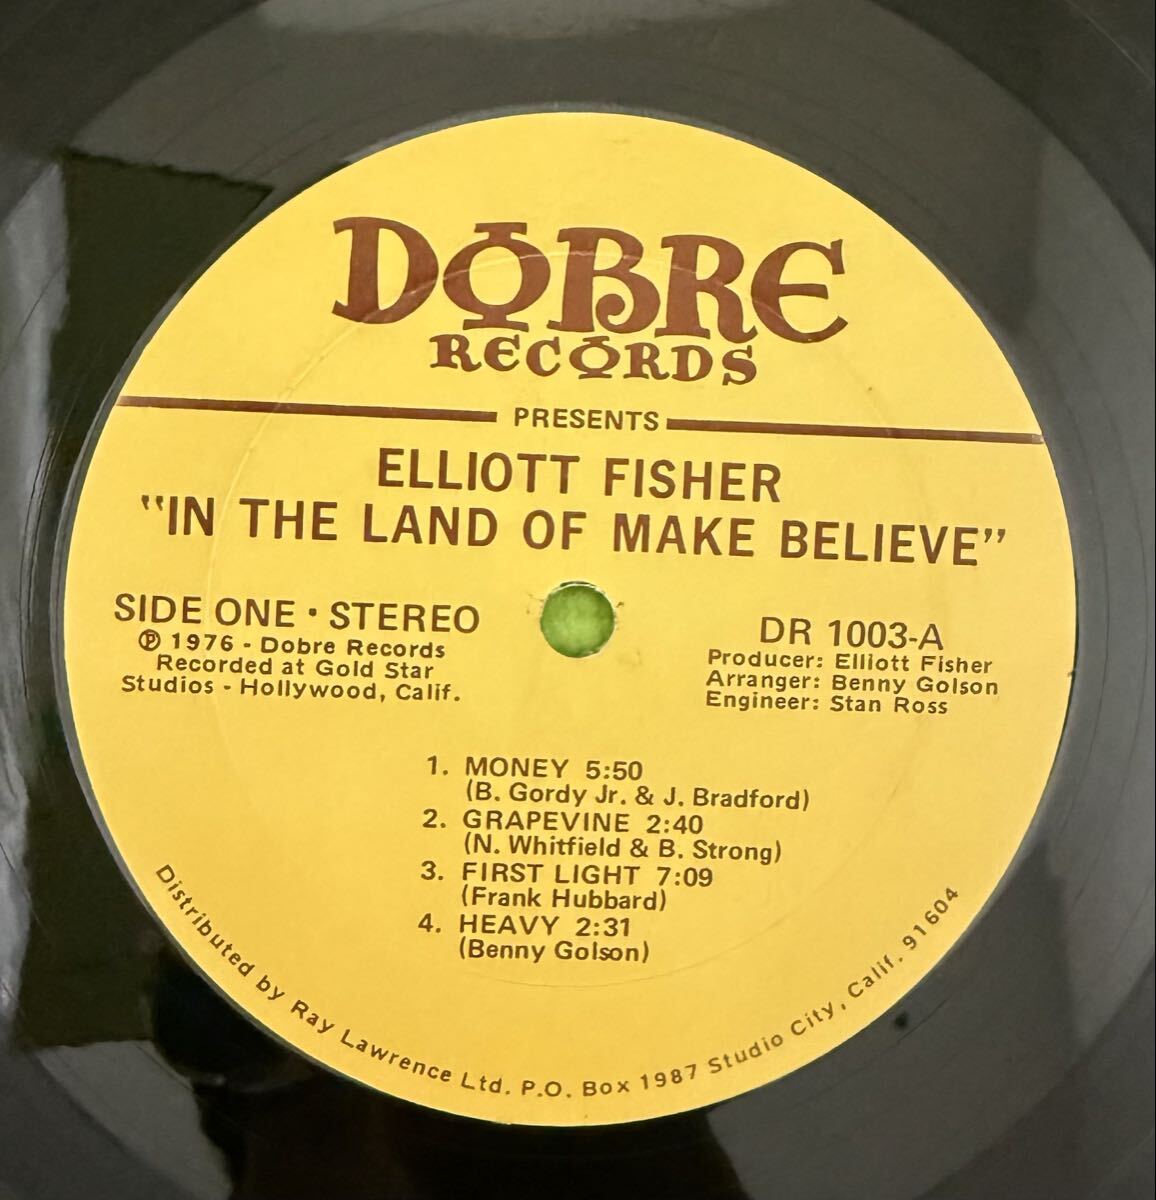 DOBRE
RECORDS
PRESENTS
ELLIOTT FISHER
"IN THE LAND OF MAKE BELIEVE"
SIDE ONE · STEREO
℗ 1976 - Dobre Records
Recorded at Gold Star
Studios - Hollywood, Calif.
DR 1003-A
Producer: Elliott Fisher
Arranger: Benny Golson
Engineer: Stan Ross
1. MONEY 5:50
(B. Gordy Jr. & J. Bradford)
2. GRAPEVINE 2:40
(N. Whitfield & B. Strong)
3. FIRST LIGHT 7:09
(Frank Hubbard)
4. HEAVY 2:31
(Benny Golson)
Distributed by Ray Lawrence Ltd. P.O. Box 1987 Studio City, Calif. 91604